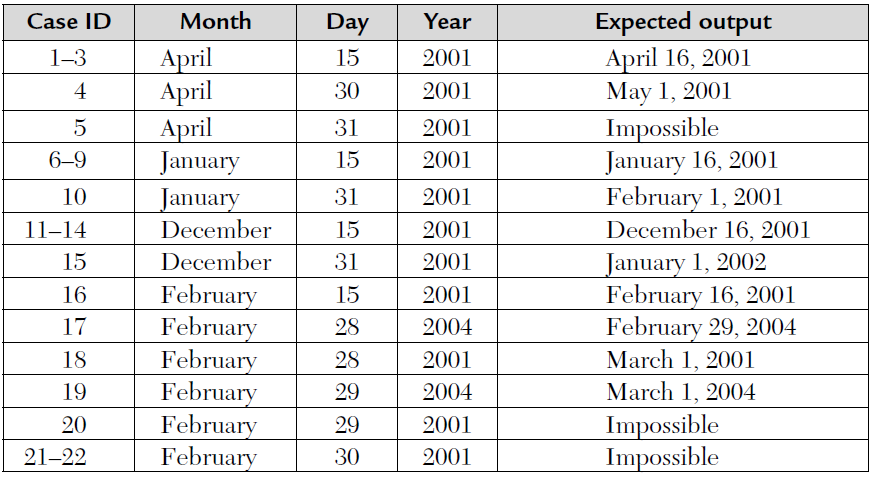 Case ID Month Day Year Expected output
1–3 April 15 2001 April 16, 2001
4 April 30 2001 May 1, 2001
5 April 31 2001 Impossible
6–9 January 15 2001 January 16, 2001
10 January 31 2001 February 1, 2001
11–14 December 15 2001 December 16, 2001
15 December 31 2001 January 1, 2002
16 February 15 2001 February 16, 2001
17 February 28 2004 February 29, 2004
18 February 28 2001 March 1, 2001
19 February 29 2004 March 1, 2004
20 February 29 2001 Impossible
21–22 February 30 2001 Impossible